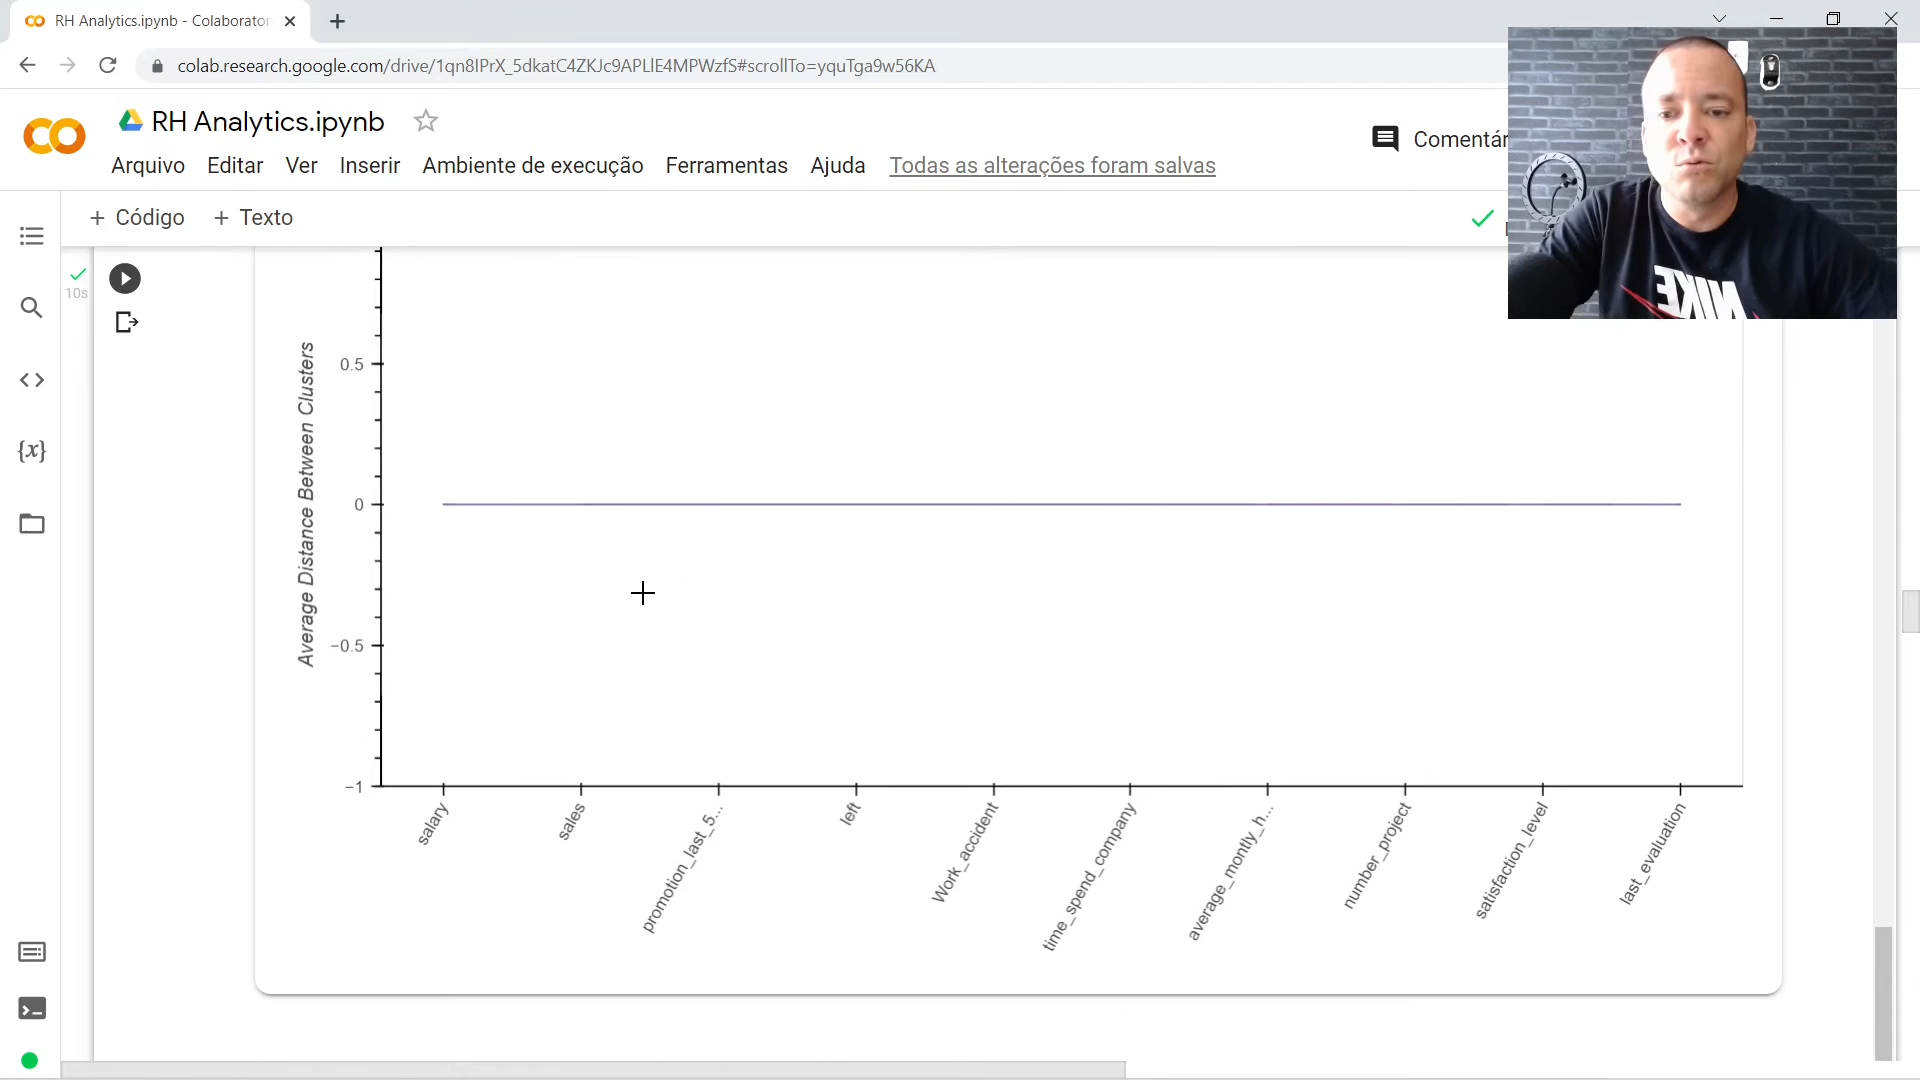 RH Analytics.ipynb - Colaborator
colab.research.google.com/drive/1qn8IPrX_5dkatC4ZKJc9APLlE4MPWzfS#scrollTo=yquTga9w56KA
RH Analytics.ipynb
Comentár
Arquivo Editar Ver Inserir Ambiente de execução Ferramentas Ajuda Todas as alterações foram salvas
+ Código + Texto
10s
{x}
Average Distance Between Clusters
0.5
0
−0.5
−1
salary
sales
promotion_last_5...
left
Work_accident
time_spend_company
average_montly_h...
number_project
satisfaction_level
last_evaluation
NIKE